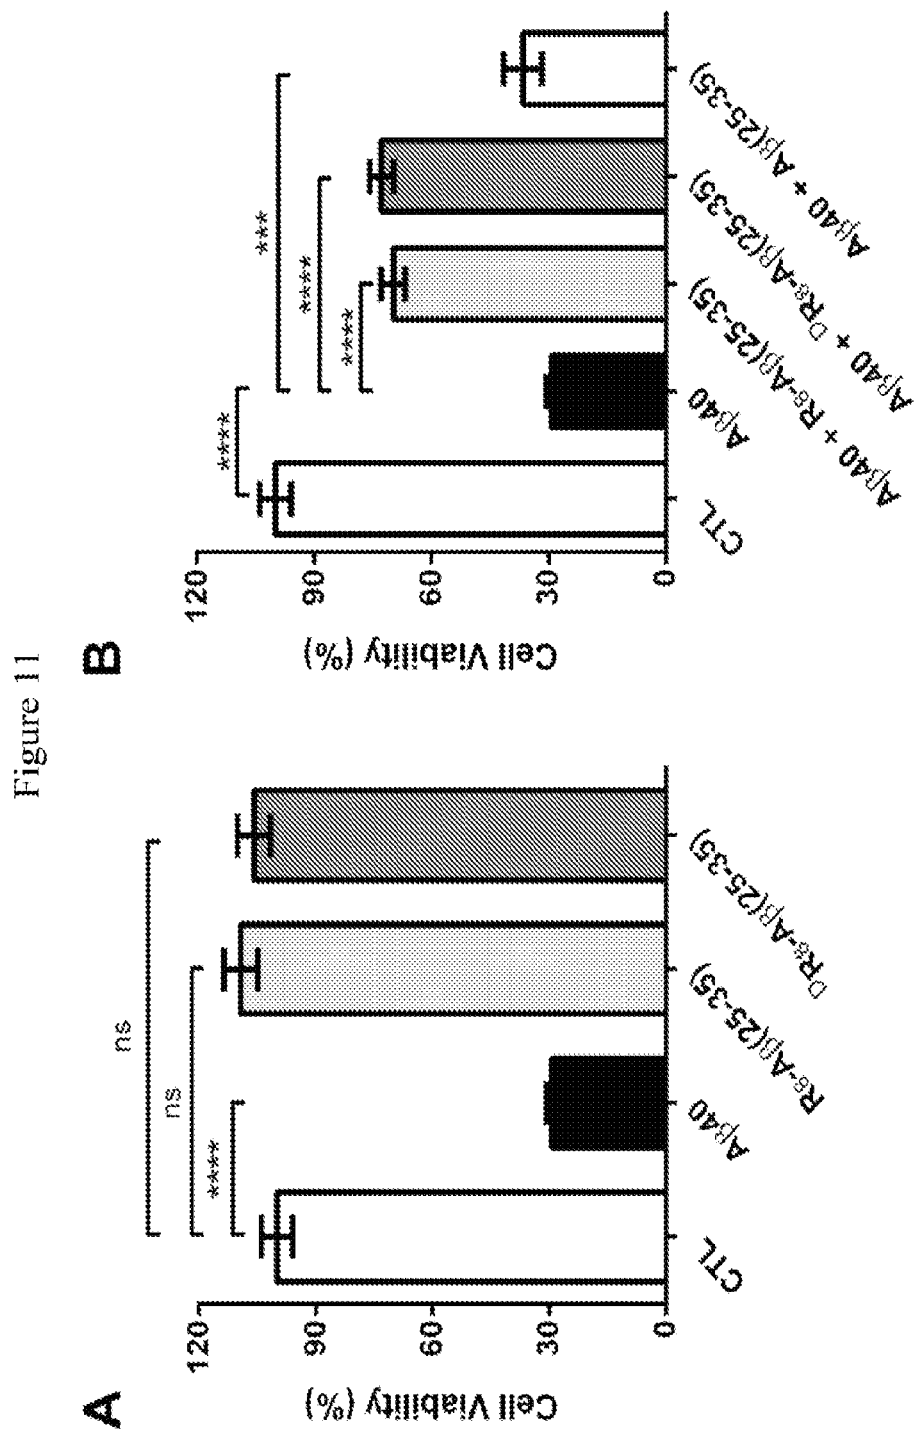 Figure 11
A
Cell Viability (%)
120
90
60
30
0
ns
ns
****
CTL
Aβ40
R8-Aβ(25-35)
DR8-Aβ(25-35)
B
Cell Viability (%)
120
90
60
30
0
****
***
****
****
CTL
Aβ40
Aβ40 + R8-Aβ(25-35)
Aβ40 + DR8-Aβ(25-35)
Aβ40 + Aβ(25-35)